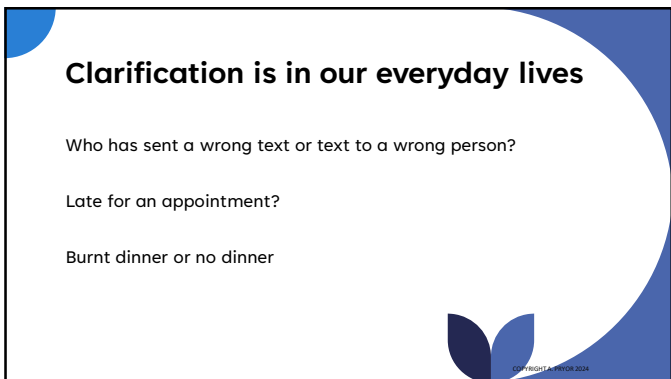 Clarification is in our everyday lives
Who has sent a wrong text or text to a wrong person?
Late for an appointment?
Burnt dinner or no dinner
COPYRIGHT A. PRYOR 2024